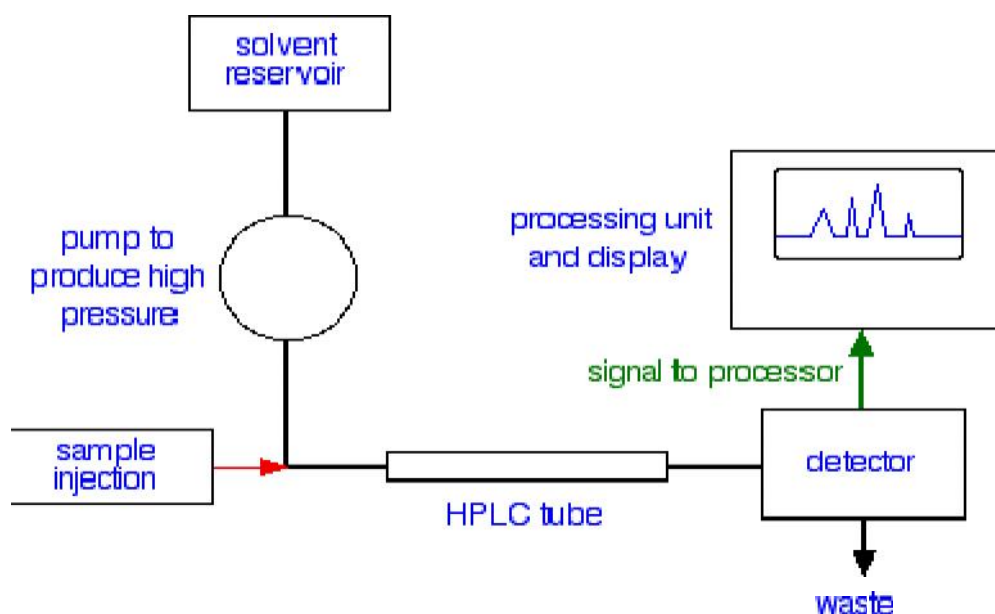 solvent
reservoir
pump to
produce high
pressure
processing unit
and display
signal to processor
sample
injection
HPLC tube
detector
waste